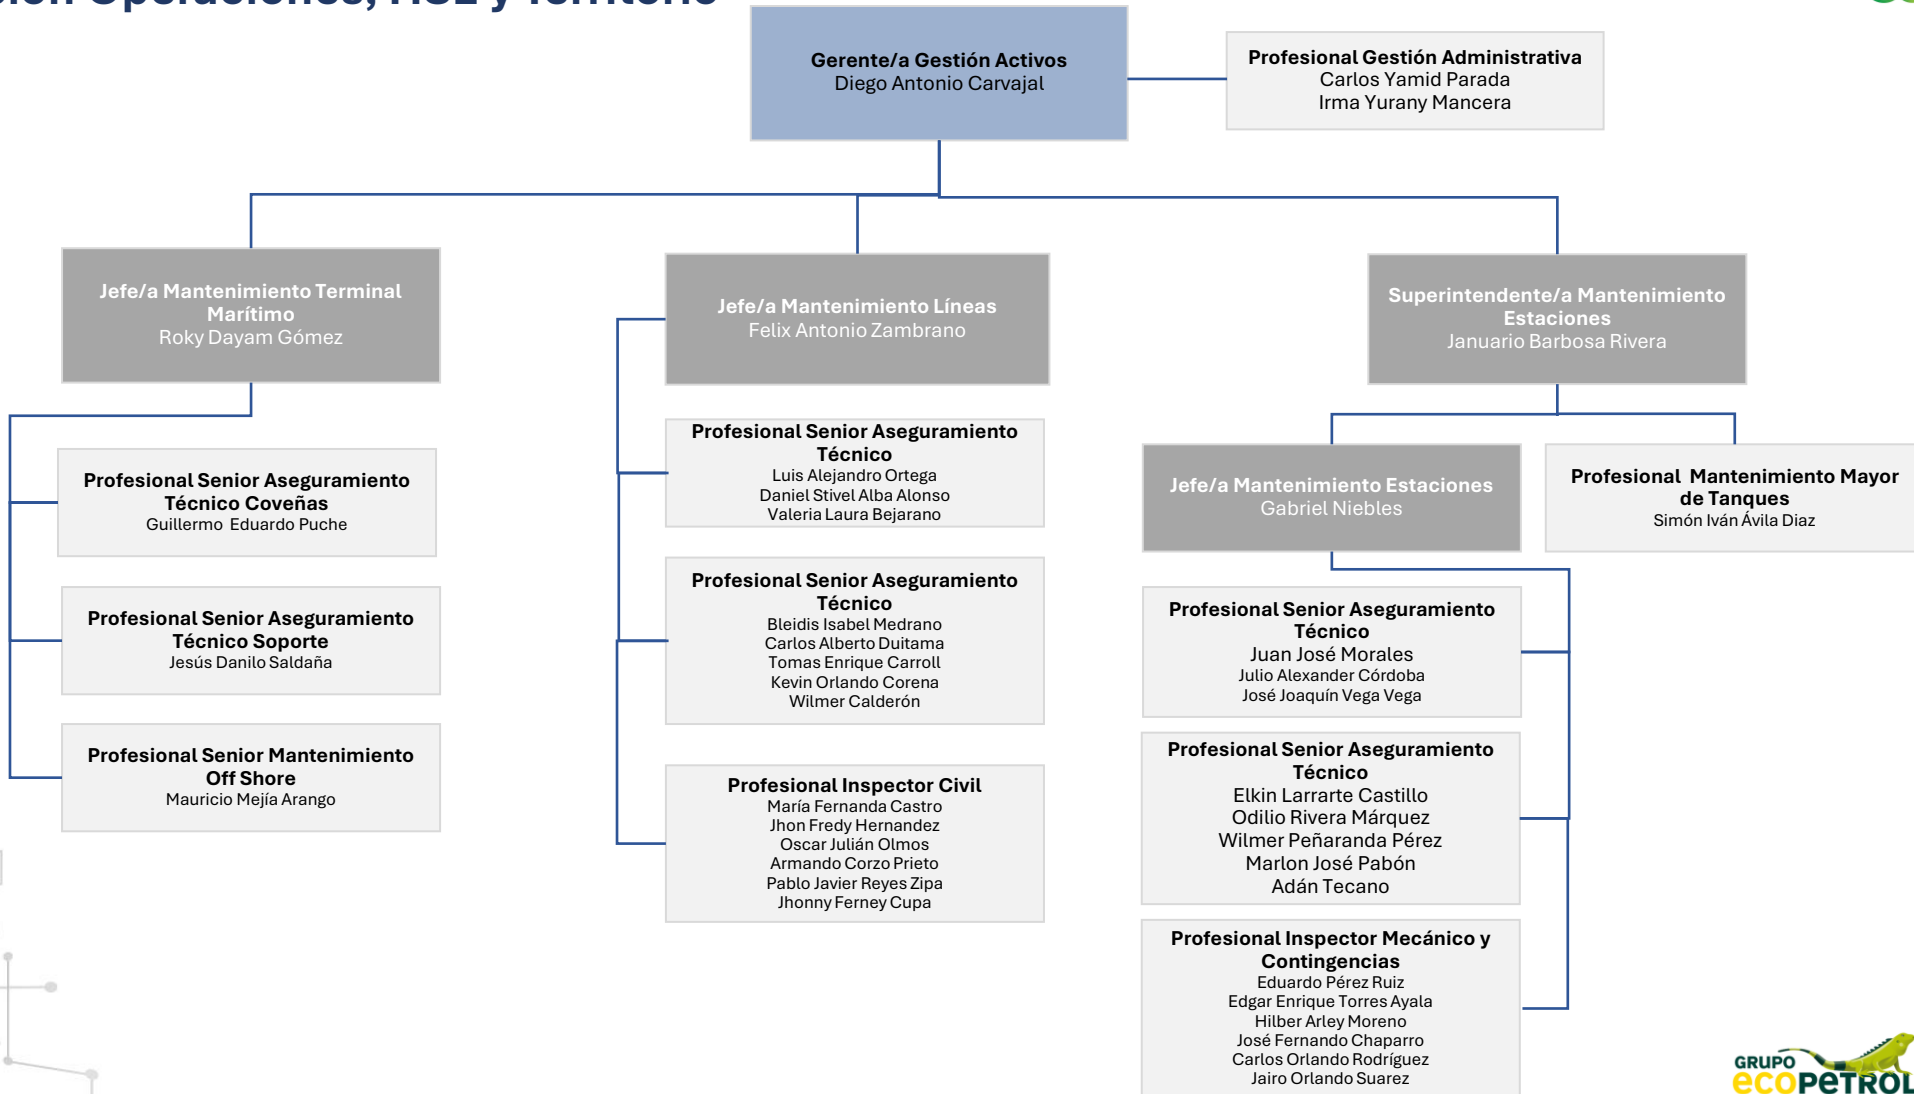 Operaciones, HSE y Territorio
Gerente/a Gestión Activos
Diego Antonio Carvajal
Profesional Gestión Administrativa
Carlos Yamid Parada
Irma Yurany Mancera
Jefe/a Mantenimiento Terminal
Marítimo
Roky Dayam Gómez
Jefe/a Mantenimiento Líneas
Felix Antonio Zambrano
Superintendente/a Mantenimiento
Estaciones
Januario Barbosa Rivera
Profesional Senior Aseguramiento
Técnico Coveñas
Guillermo Eduardo Puche
Profesional Senior Aseguramiento
Técnico Soporte
Jesús Danilo Saldaña
Profesional Senior Mantenimiento
Off Shore
Mauricio Mejía Arango
Profesional Senior Aseguramiento
Técnico
Luis Alejandro Ortega
Daniel Stivel Alba Alonso
Valeria Laura Bejarano
Profesional Senior Aseguramiento
Técnico
Bleidis Isabel Medrano
Carlos Alberto Duitama
Tomas Enrique Carroll
Kevin Orlando Corena
Wilmer Calderón
Profesional Inspector Civil
María Fernanda Castro
Jhon Fredy Hernandez
Oscar Julián Olmos
Armando Corzo Prieto
Pablo Javier Reyes Zipa
Jhonny Ferney Cupa
Jefe/a Mantenimiento Estaciones
Gabriel Niebles
Profesional Mantenimiento Mayor
de Tanques
Simón Iván Ávila Diaz
Profesional Senior Aseguramiento
Técnico
Juan José Morales
Julio Alexander Córdoba
José Joaquín Vega Vega
Profesional Senior Aseguramiento
Técnico
Elkin Larrarte Castillo
Odilio Rivera Márquez
Wilmer Peñaranda Pérez
Marlon José Pabón
Adán Tecano
Profesional Inspector Mecánico y
Contingencias
Eduardo Pérez Ruiz
Edgar Enrique Torres Ayala
Hilber Arley Moreno
José Fernando Chaparro
Carlos Orlando Rodríguez
Jairo Orlando Suarez
GRUPO
ecoPETROL